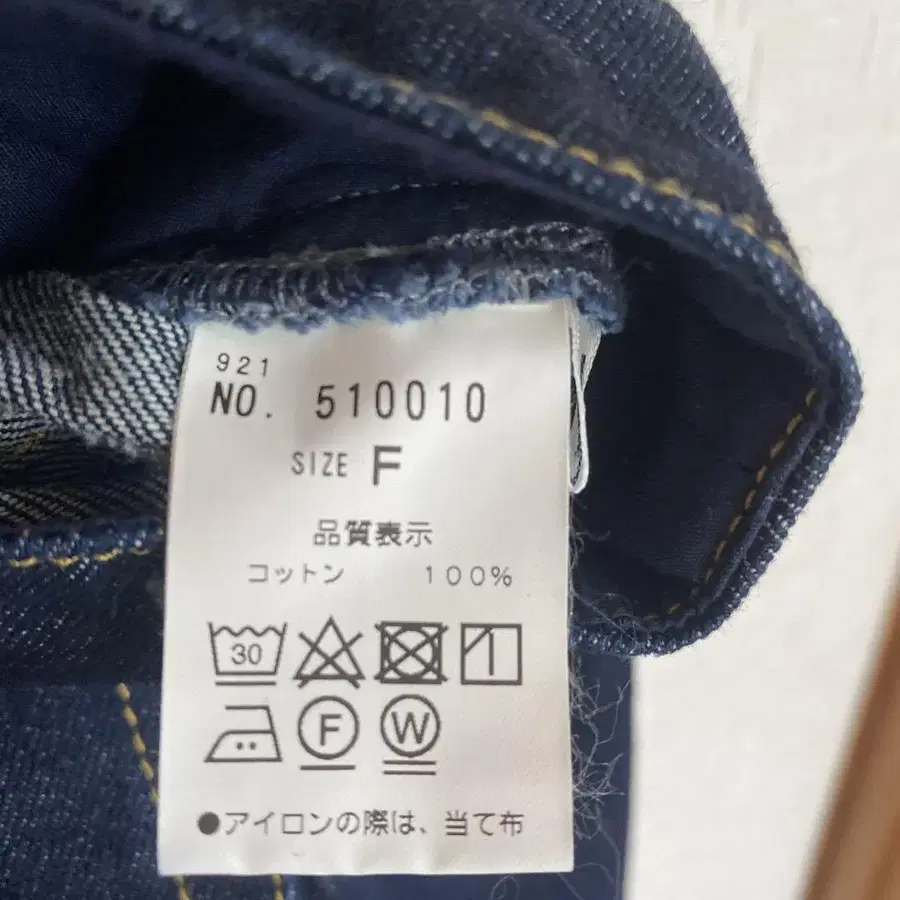 921
NO. 510010
SIZE F
品質表示
コットン 100%
30
F W
●アイロンの際は、当て布